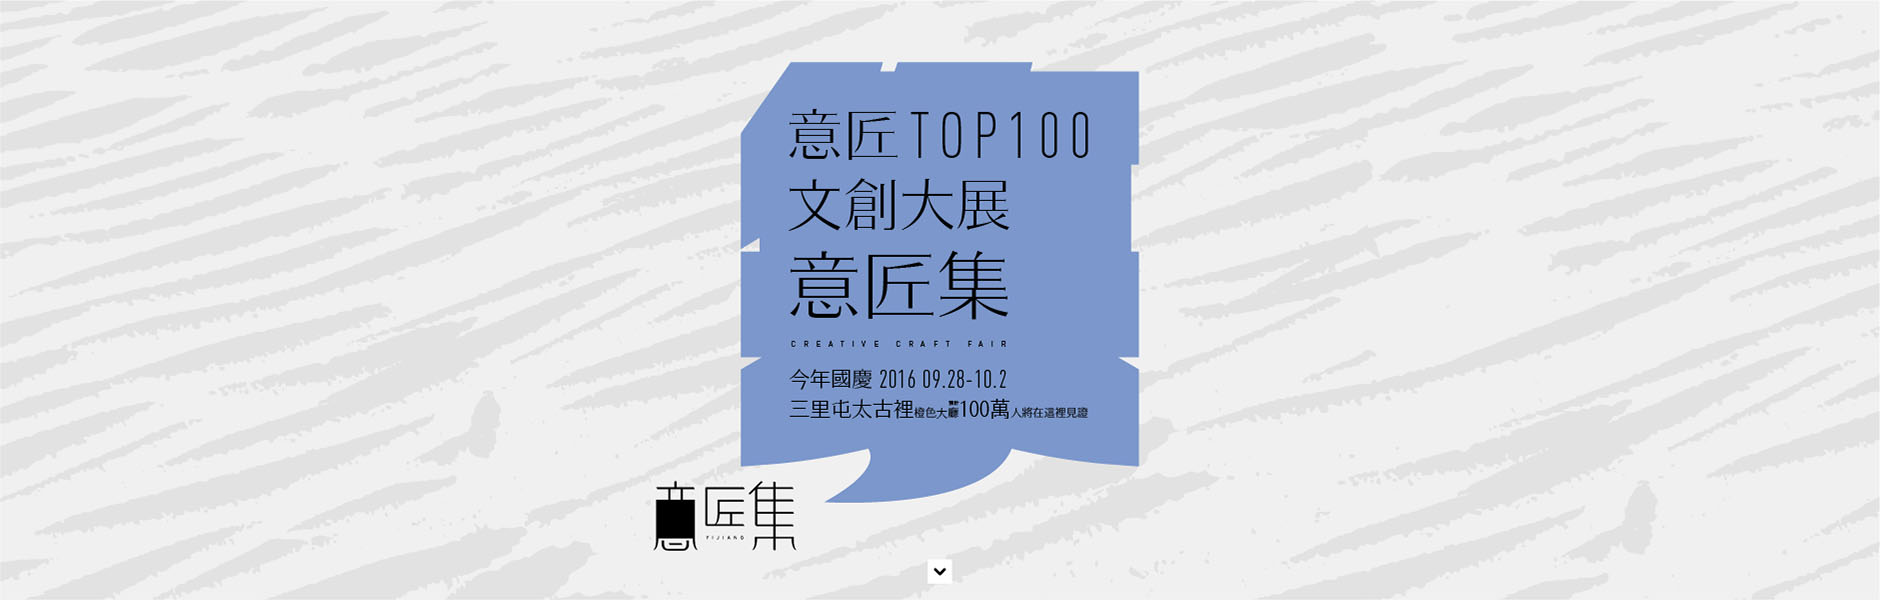 意匠TOP100
文創大展
意匠集
CREATIVE CRAFT FAIR
今年國慶 2016 09.28-10.2
三里屯太古裡橙色大廳100萬人將在這裡見證
意匠集
YIJIANG